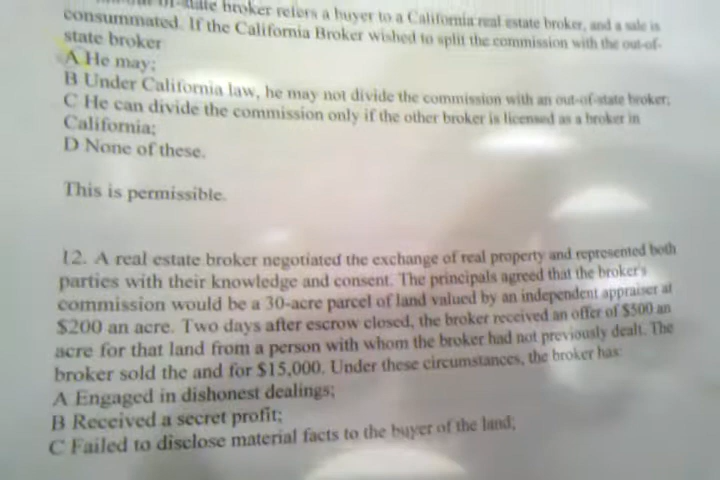 broker refers a buyer to a California real estate broker, and a sale is
consummated. If the California Broker wished to split the commission with the out-of-
state broker
A He may;
B Under California law, he may not divide the commission with an out-of-state broker;
C He can divide the commission only if the other broker is licensed as a broker in
California;
D None of these.
This is permissible.
12. A real estate broker negotiated the exchange of real property and represented both
parties with their knowledge and consent. The principals agreed that the broker's
commission would be a 30-acre parcel of land valued by an independent appraiser at
$200 an acre. Two days after escrow closed, the broker received an offer of $500 an
acre for that land from a person with whom the broker had not previously dealt. The
broker sold the and for $15,000. Under these circumstances, the broker has:
A Engaged in dishonest dealings;
B Received a secret profit;
C Failed to disclose material facts to the buyer of the land;